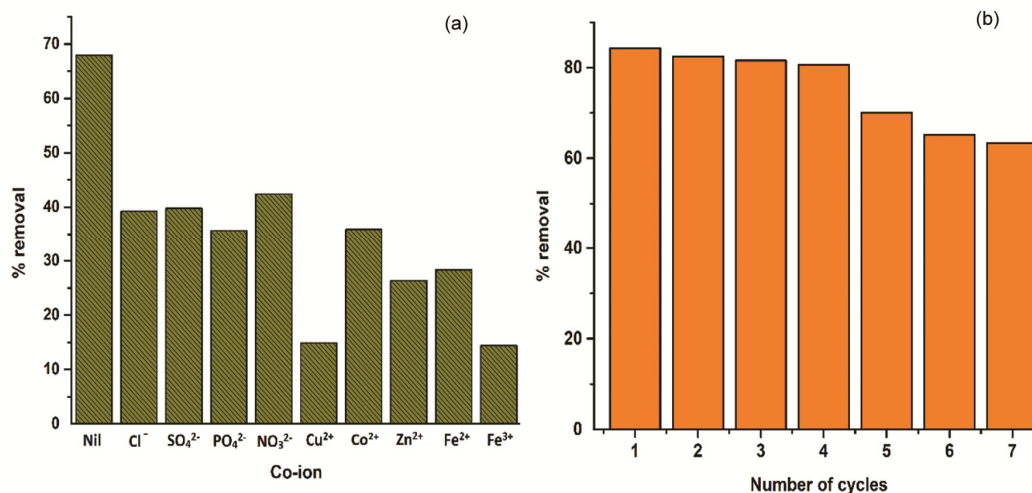 (a)
% removal
70
60
50
40
30
20
10
0
Nil Cl⁻ SO₄²⁻ PO₄²⁻ NO₃²⁻ Cu²⁺ Co²⁺ Zn²⁺ Fe²⁺ Fe³⁺
Co-ion
(b)
% removal
80
60
40
20
0
1 2 3 4 5 6 7
Number of cycles